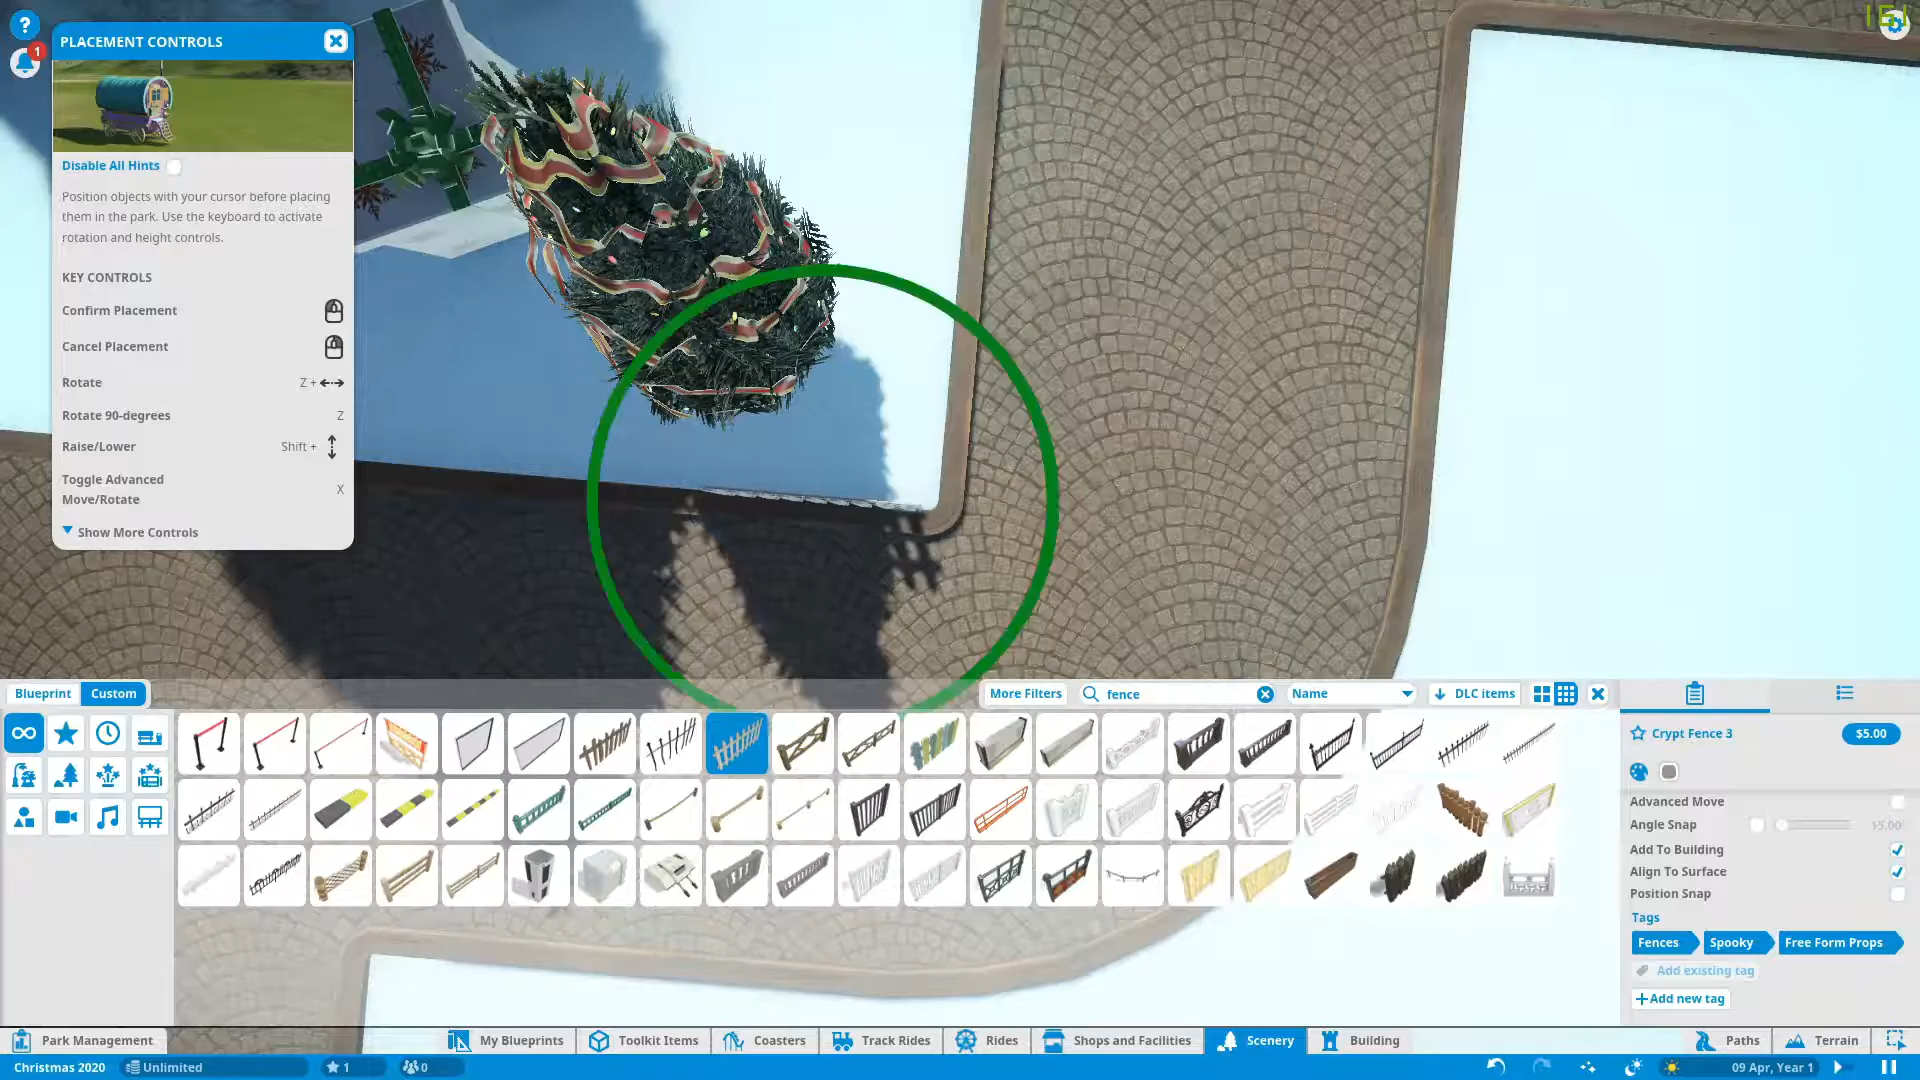 ?
1
PLACEMENT CONTROLS
161
Disable All Hints
Position objects with your cursor before placing
them in the park. Use the keyboard to activate
rotation and height controls.
KEY CONTROLS
Confirm Placement
Cancel Placement
Rotate Z +
Rotate 90-degrees Z
Raise/Lower Shift +
Toggle Advanced
Move/Rotate X
Show More Controls
Blueprint Custom
More Filters fence Name DLC items
Crypt Fence 3 $5.00
Advanced Move
Angle Snap 15.00°
Add To Building
Align To Surface
Position Snap
Tags
Fences Spooky Free Form Props
Add existing tag
+Add new tag
Park Management My Blueprints Toolkit Items Coasters Track Rides Rides Shops and Facilities Scenery Building Paths Terrain
Christmas 2020 Unlimited 1 0 09 Apr, Year 1